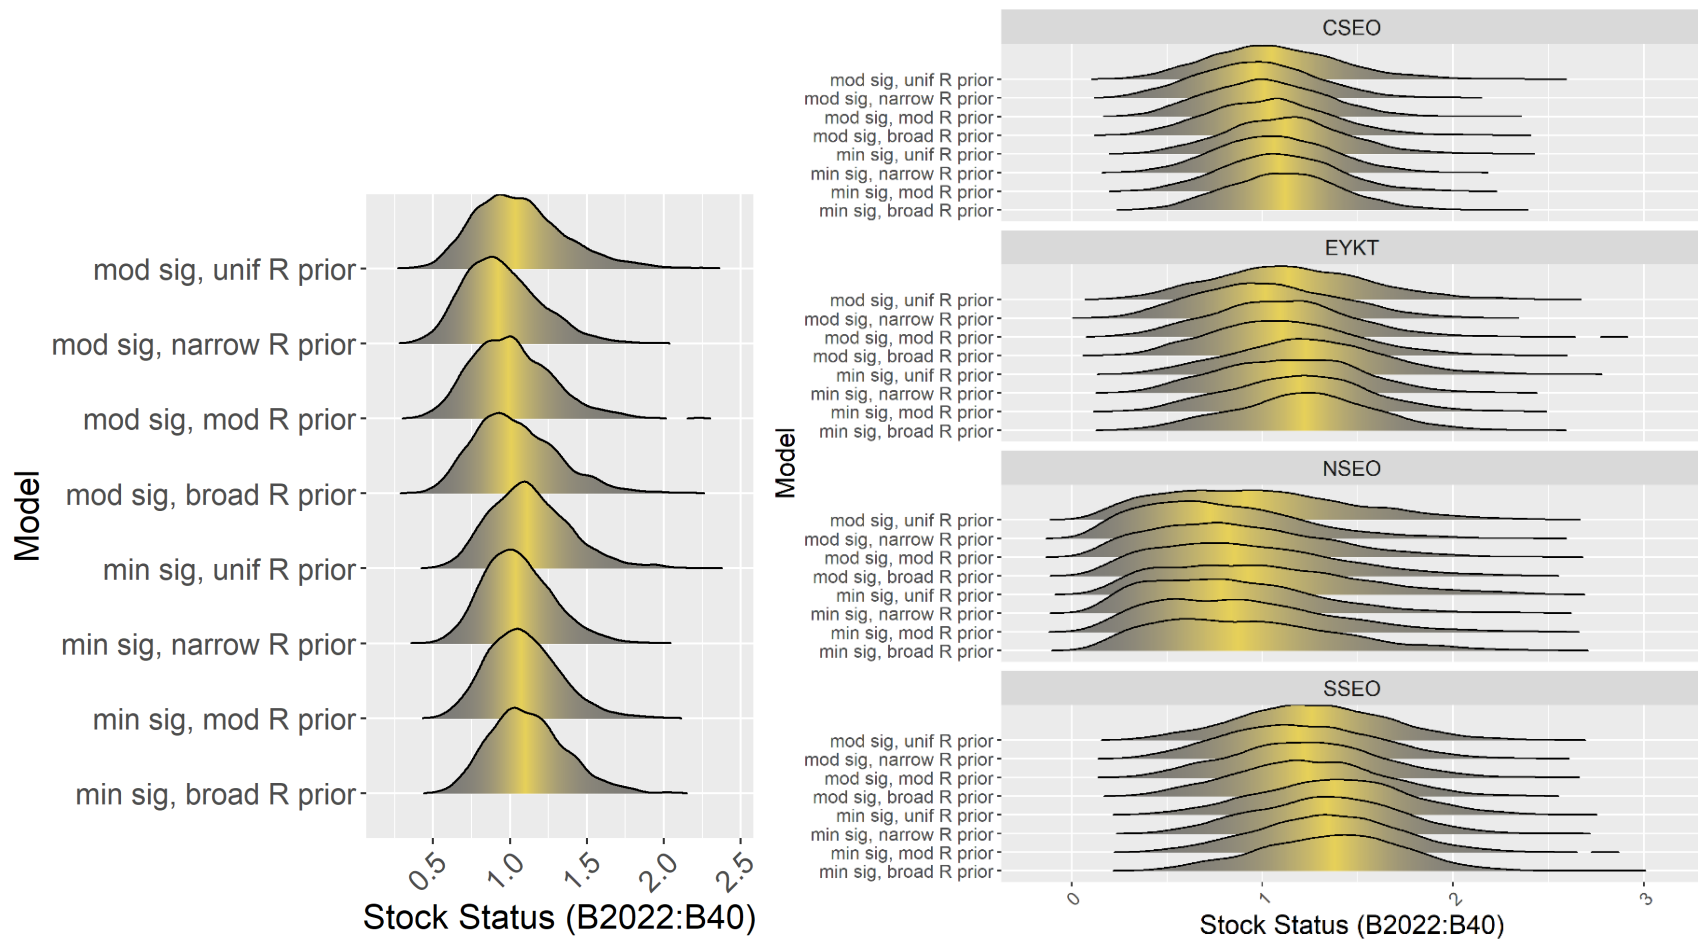 Model
mod sig, unif R prior
mod sig, narrow R prior
mod sig, mod R prior
mod sig, broad R prior
min sig, unif R prior
min sig, narrow R prior
min sig, mod R prior
min sig, broad R prior
0.5 1.0 1.5 2.0 2.5
Stock Status (B2022:B40)
Model
CSEO
mod sig, unif R prior
mod sig, narrow R prior
mod sig, mod R prior
mod sig, broad R prior
min sig, unif R prior
min sig, narrow R prior
min sig, mod R prior
min sig, broad R prior
EYKT
mod sig, unif R prior
mod sig, narrow R prior
mod sig, mod R prior
mod sig, broad R prior
min sig, unif R prior
min sig, narrow R prior
min sig, mod R prior
min sig, broad R prior
NSEO
mod sig, unif R prior
mod sig, narrow R prior
mod sig, mod R prior
mod sig, broad R prior
min sig, unif R prior
min sig, narrow R prior
min sig, mod R prior
min sig, broad R prior
SSEO
mod sig, unif R prior
mod sig, narrow R prior
mod sig, mod R prior
mod sig, broad R prior
min sig, unif R prior
min sig, narrow R prior
min sig, mod R prior
min sig, broad R prior
0 1 2 3
Stock Status (B2022:B40)